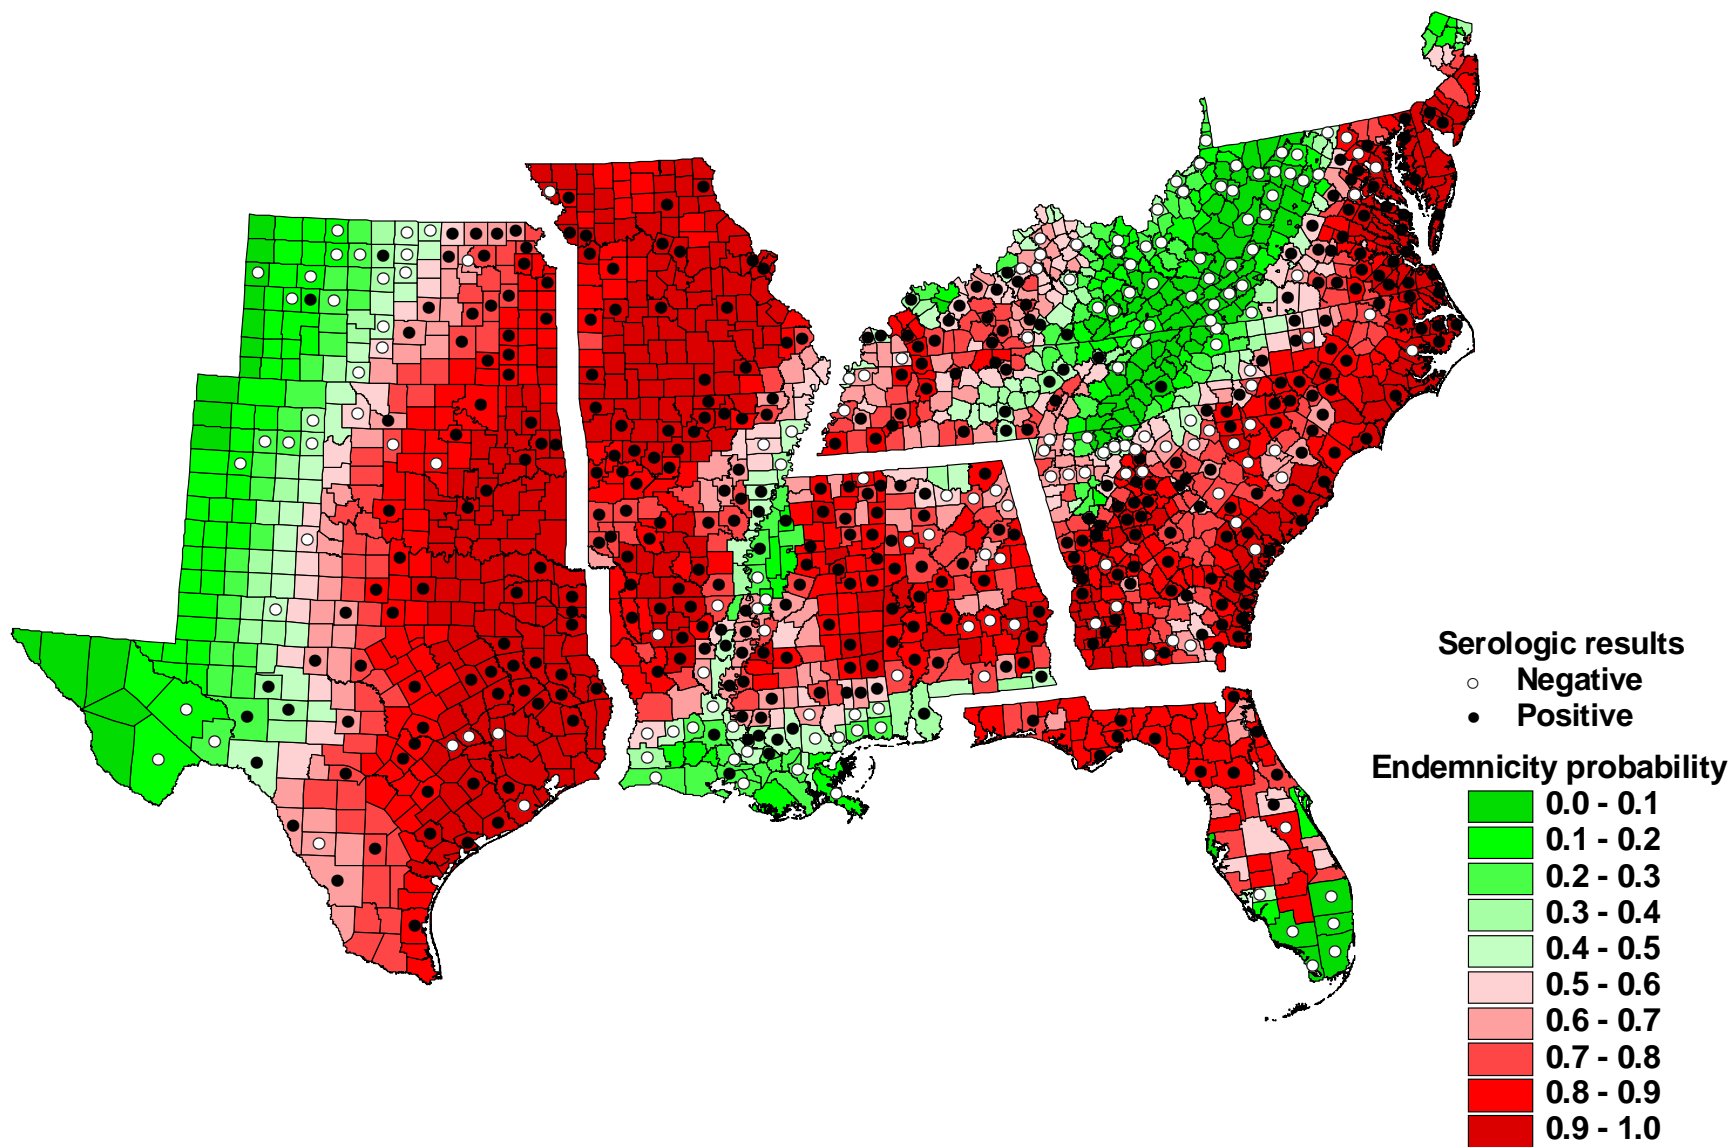 Serologic results
Negative
Positive
Endemnicity probability
0.0 - 0.1
0.1 - 0.2
0.2 - 0.3
0.3 - 0.4
0.4 - 0.5
0.5 - 0.6
0.6 - 0.7
0.7 - 0.8
0.8 - 0.9
0.9 - 1.0